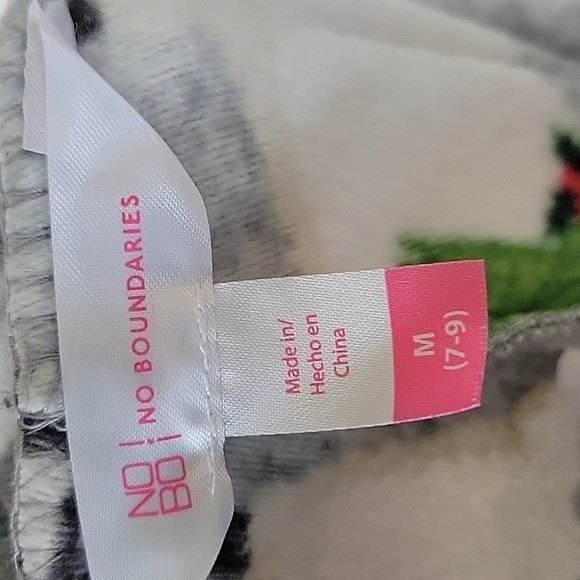 NO
BO
NO BOUNDARIES
Made in/
Hecho en
China
M
(7-9)